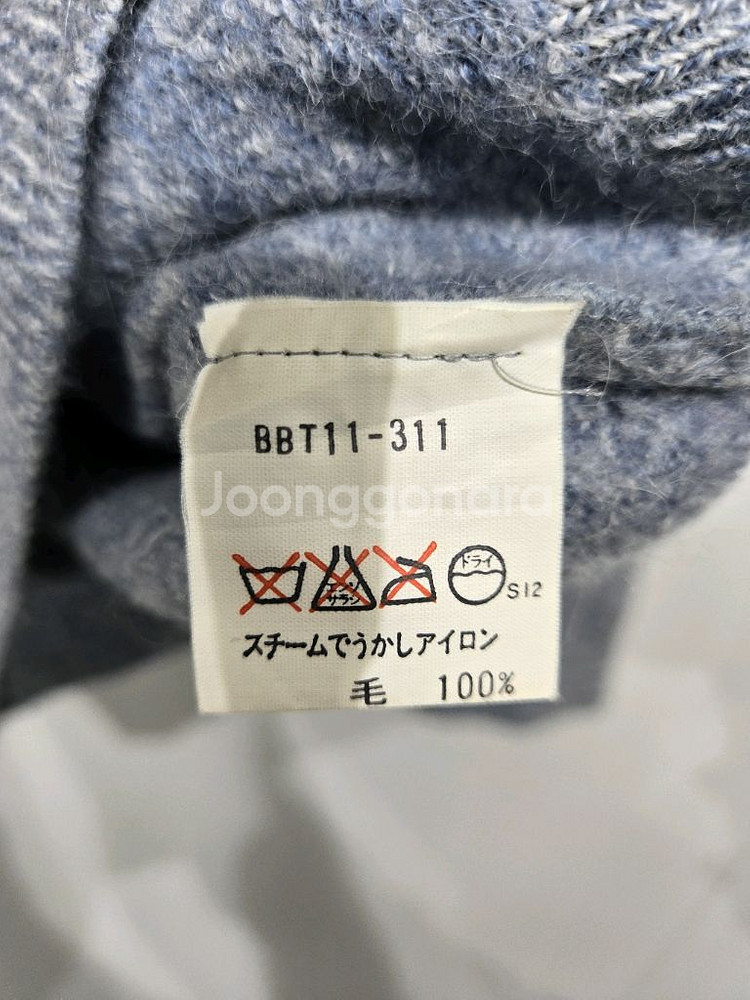 BBT11-311
Joonggonara
エンソ
サラシ
ドライ
S12
スチームでうかしアイロン
毛 100%